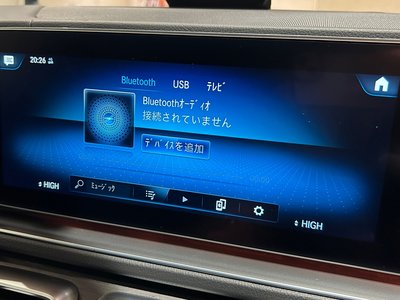 20:26
Bluetooth USB ﾃﾚﾋﾞ
Bluetoothｵｰﾃﾞｨｵ
接続されていません
ﾃﾞﾊﾞｲｽを追加
00:00
HIGH ﾐｭｰｼﾞｯｸ
HIGH